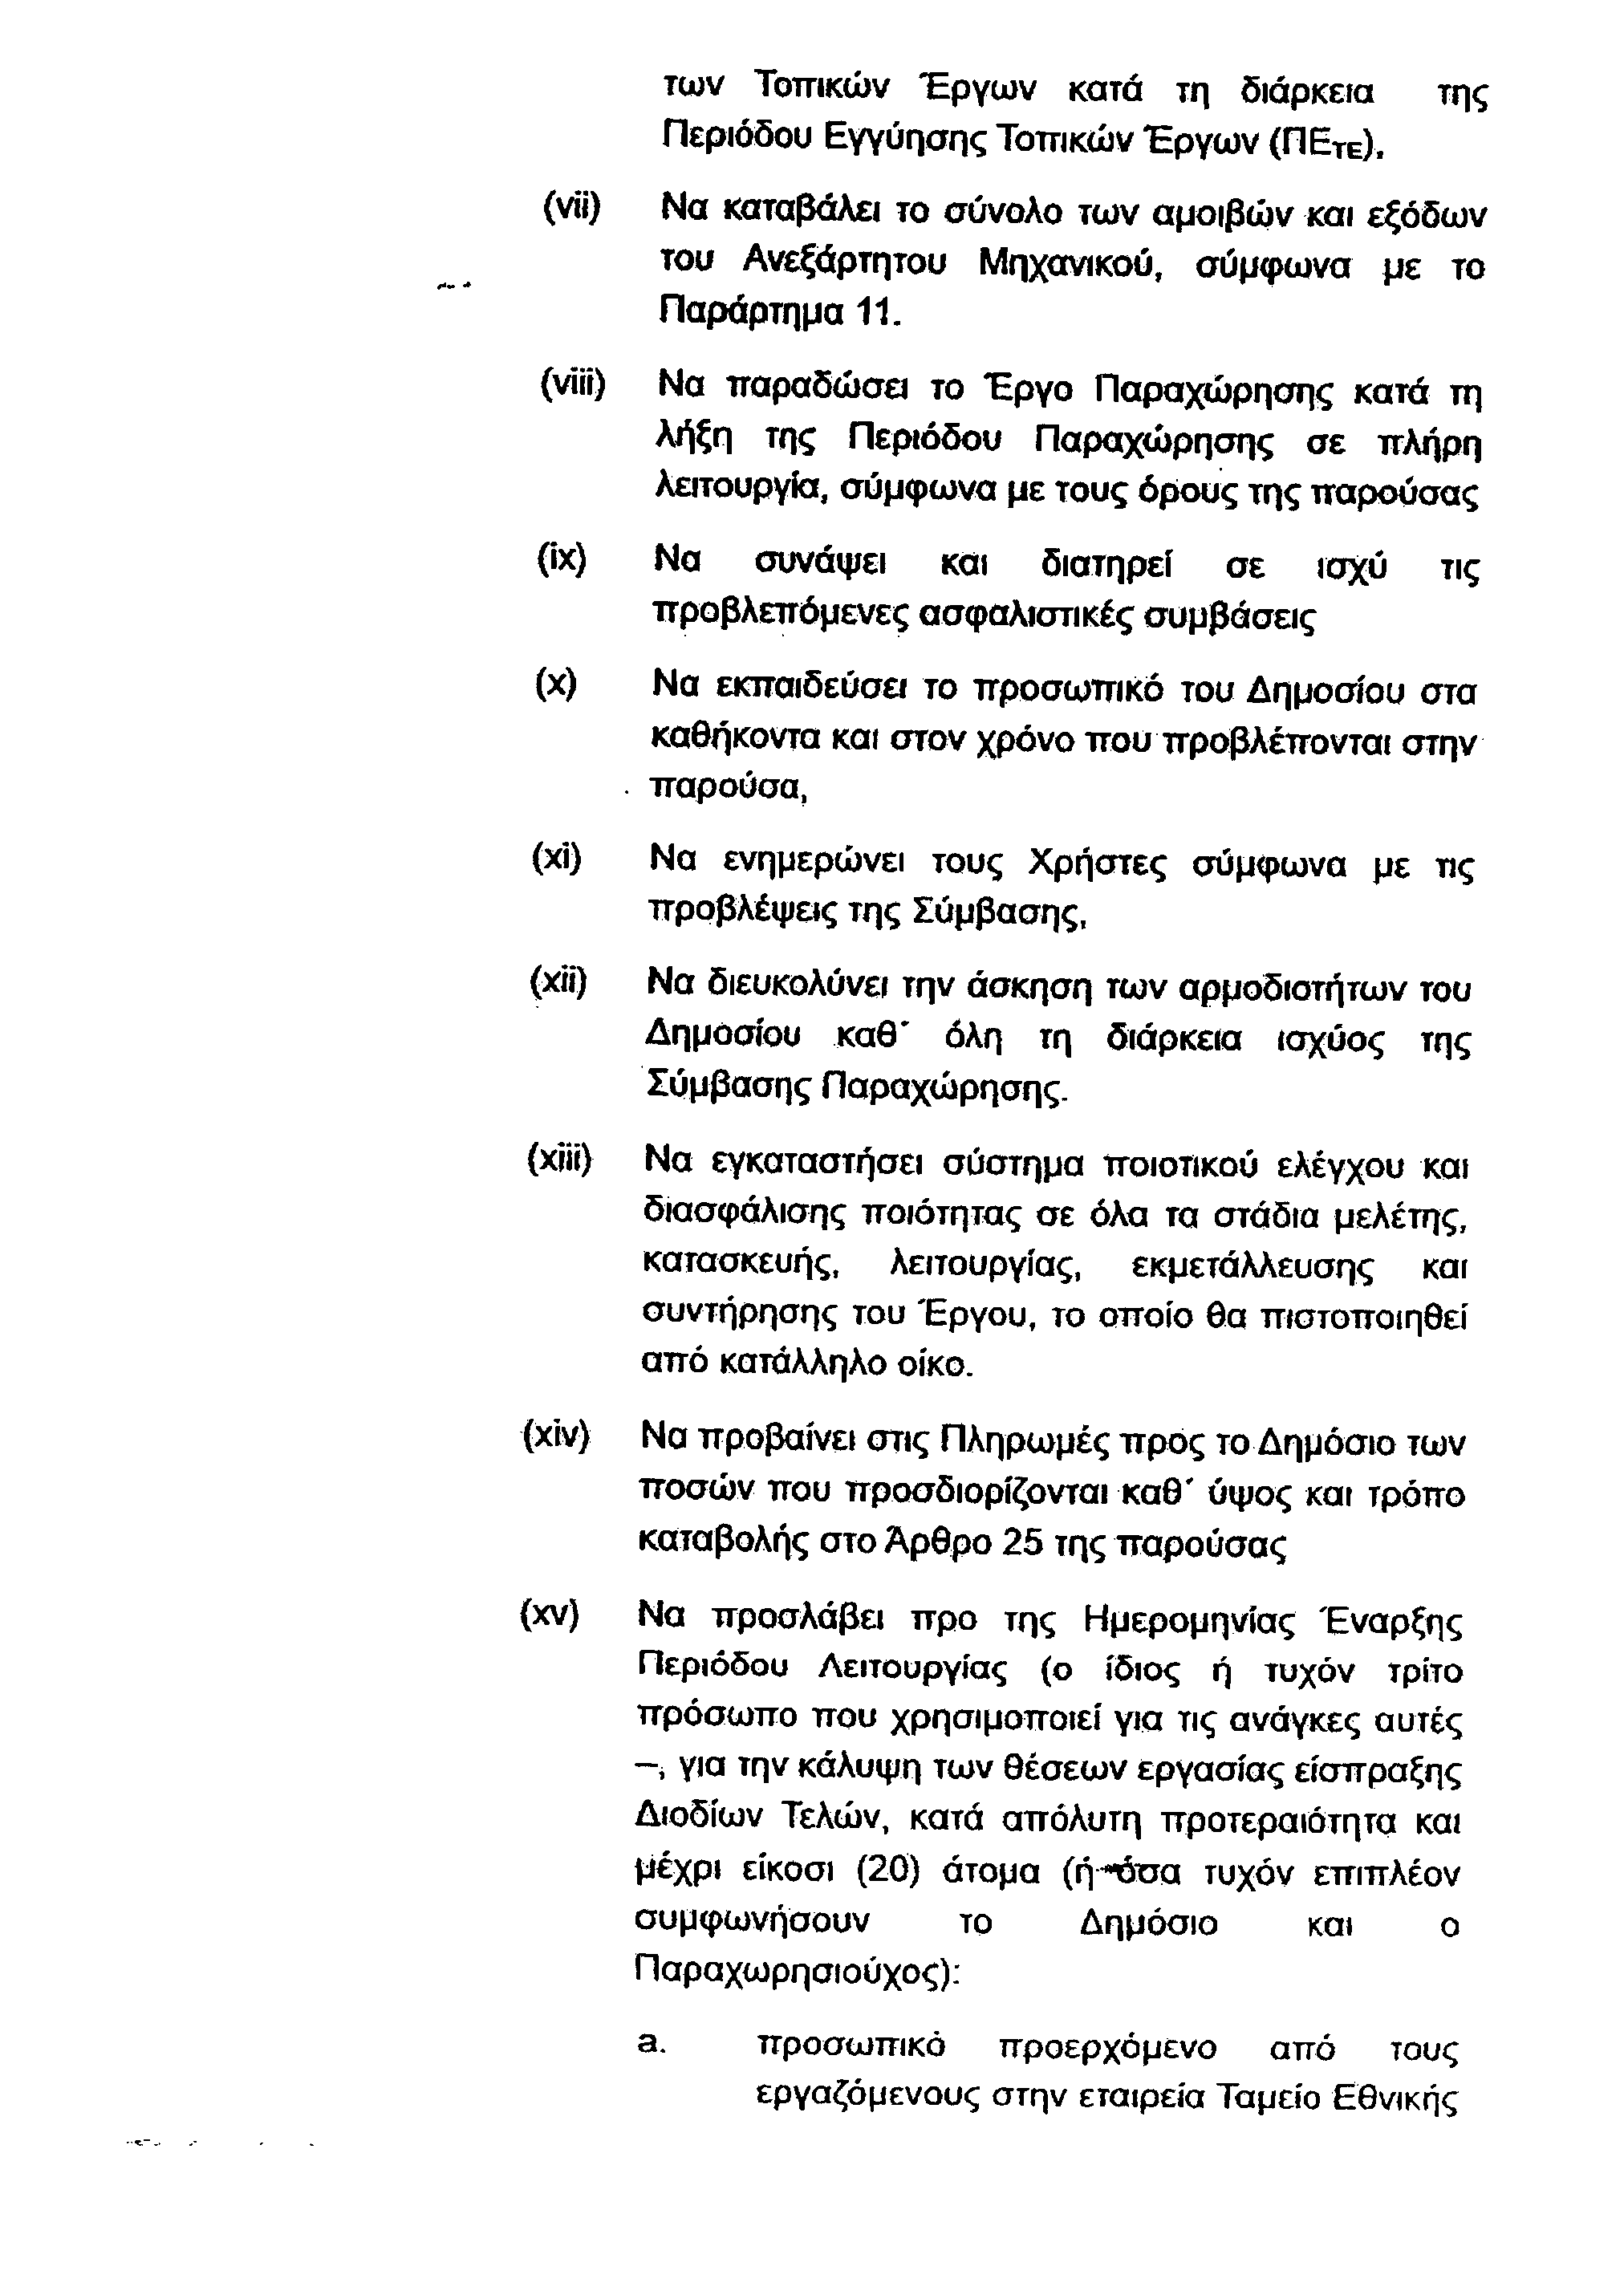 των Τοπικών Έργων κατά τη διάρκεια της
Περιόδου Εγγύησης Τοπικών Έργων (ΠΕΤΕ),
(vii) Να καταβάλει το σύνολο των αμοιβών και εξόδων
του Ανεξάρτητου Μηχανικού, σύμφωνα με το
Παράρτημα 11.
(viii) Να παραδώσει το Έργο Παραχώρησης κατά τη
λήξη της Περιόδου Παραχώρησης σε πλήρη
λειτουργία, σύμφωνα με τους όρους της παρούσας
(ix) Να συνάψει και διατηρεί σε ισχύ τις
προβλεπόμενες ασφαλιστικές συμβάσεις
(x) Να εκπαιδεύσει το προσωπικό του Δημοσίου στα
καθήκοντα και στον χρόνο που προβλέπονται στην
παρούσα,
(xi) Να ενημερώνει τους Χρήστες σύμφωνα με τις
προβλέψεις της Σύμβασης,
(xii) Να διευκολύνει την άσκηση των αρμοδιοτήτων του
Δημοσίου καθ΄ όλη τη διάρκεια ισχύος της
Σύμβασης Παραχώρησης.
(xiii) Να εγκαταστήσει σύστημα ποιοτικού ελέγχου και
διασφάλισης ποιότητας σε όλα τα στάδια μελέτης,
κατασκευής, λειτουργίας, εκμετάλλευσης και
συντήρησης του Έργου, το οποίο θα πιστοποιηθεί
από κατάλληλο οίκο.
(xiv) Να προβαίνει στις Πληρωμές προς το Δημόσιο των
ποσών που προσδιορίζονται καθ΄ ύψος και τρόπο
καταβολής στο Άρθρο 25 της παρούσας
(xv) Να προσλάβει προ της Ημερομηνίας Έναρξης
Περιόδου Λειτουργίας (ο ίδιος ή τυχόν τρίτο
πρόσωπο που χρησιμοποιεί για τις ανάγκες αυτές
–, για την κάλυψη των θέσεων εργασίας είσπραξης
Διοδίων Τελών, κατά απόλυτη προτεραιότητα και
μέχρι είκοσι (20) άτομα (ή όσα τυχόν επιπλέον
συμφωνήσουν το Δημόσιο και ο
Παραχωρησιούχος):
a. προσωπικό προερχόμενο από τους
εργαζόμενους στην εταιρεία Ταμείο Εθνικής